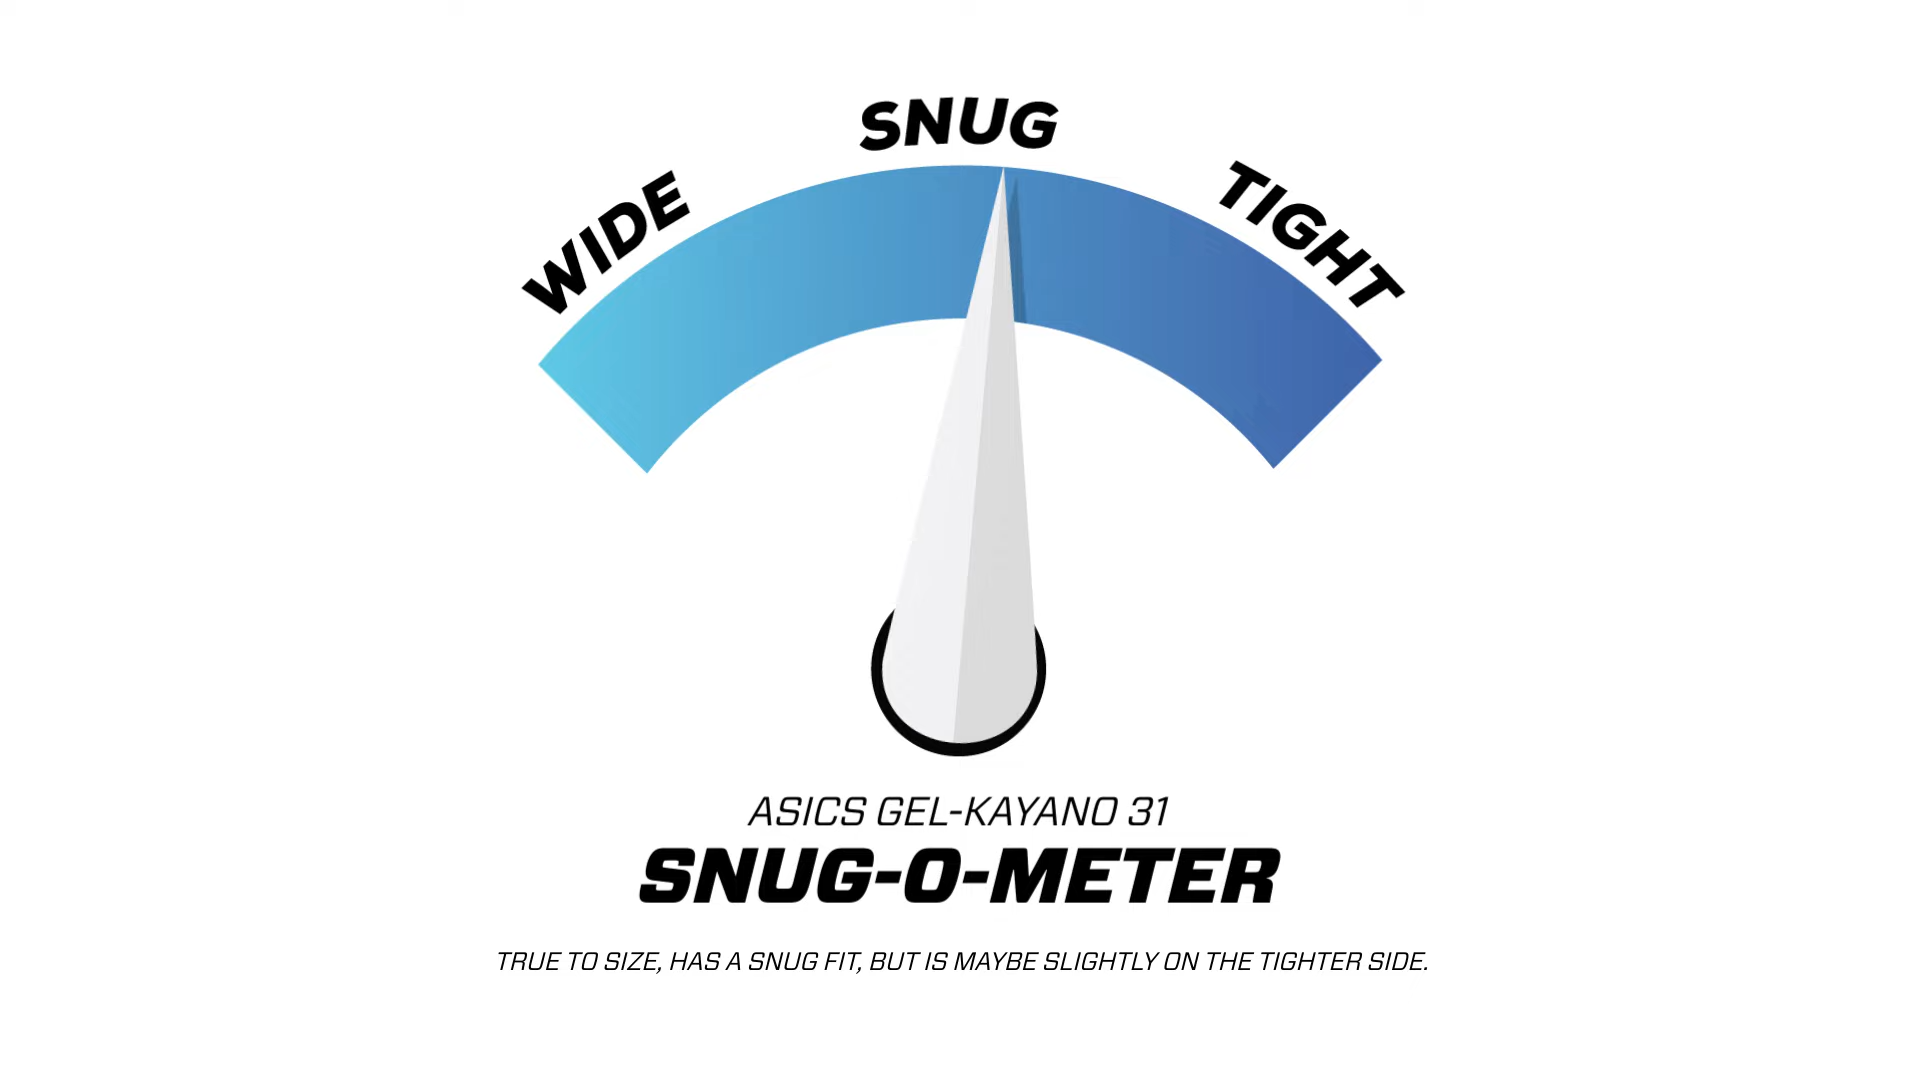 WIDE
SNUG
TIGHT
ASICS GEL-KAYANO 31
SNUG-O-METER
TRUE TO SIZE, HAS A SNUG FIT, BUT IS MAYBE SLIGHTLY ON THE TIGHTER SIDE.